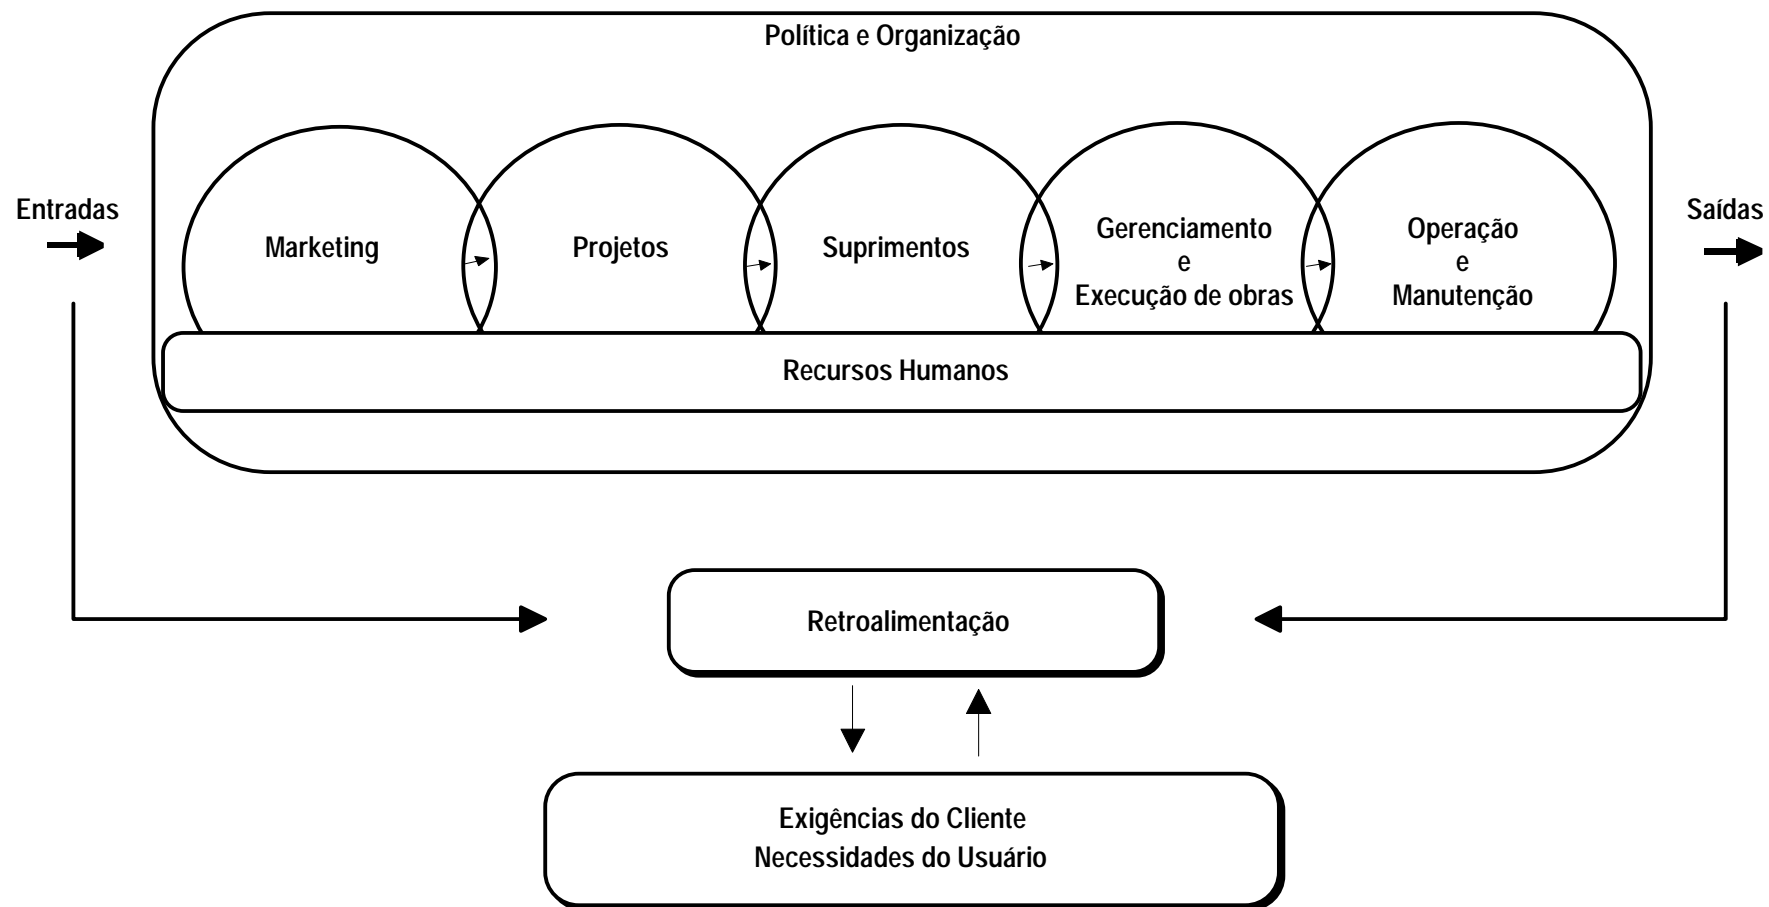 Política e Organização
Entradas
Marketing
Projetos
Suprimentos
Gerenciamento
e
Execução de obras
Operação
e
Manutenção
Saídas
Recursos Humanos
Retroalimentação
Exigências do Cliente
Necessidades do Usuário